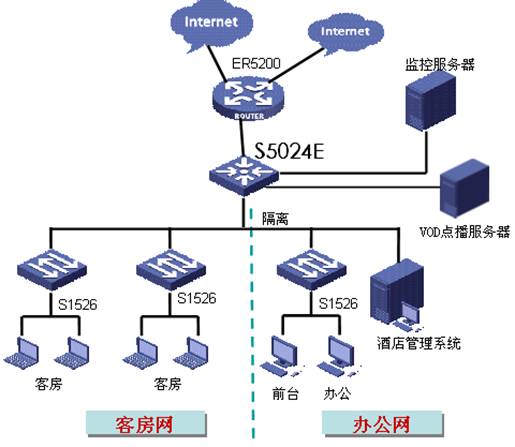 Internet
Internet
ER5200
监控服务器
ROUTER
S5024E
VOD点播服务器
隔离
S1526
S1526
S1526
酒店管理系统
客房
客房
前台
办公
客房网
办公网